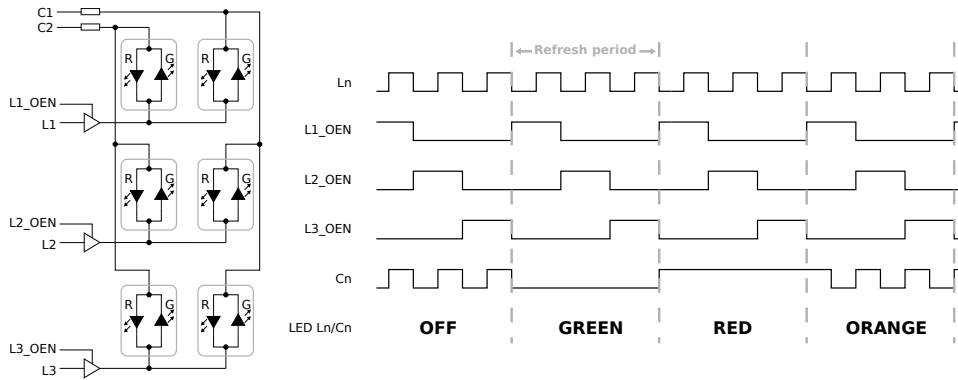 C1
C2
R G R G
L1_OEN
L1
R G R G
L2_OEN
L2
R G R G
L3_OEN
L3
Refresh period
Ln
L1_OEN
L2_OEN
L3_OEN
Cn
LED Ln/Cn OFF GREEN RED ORANGE